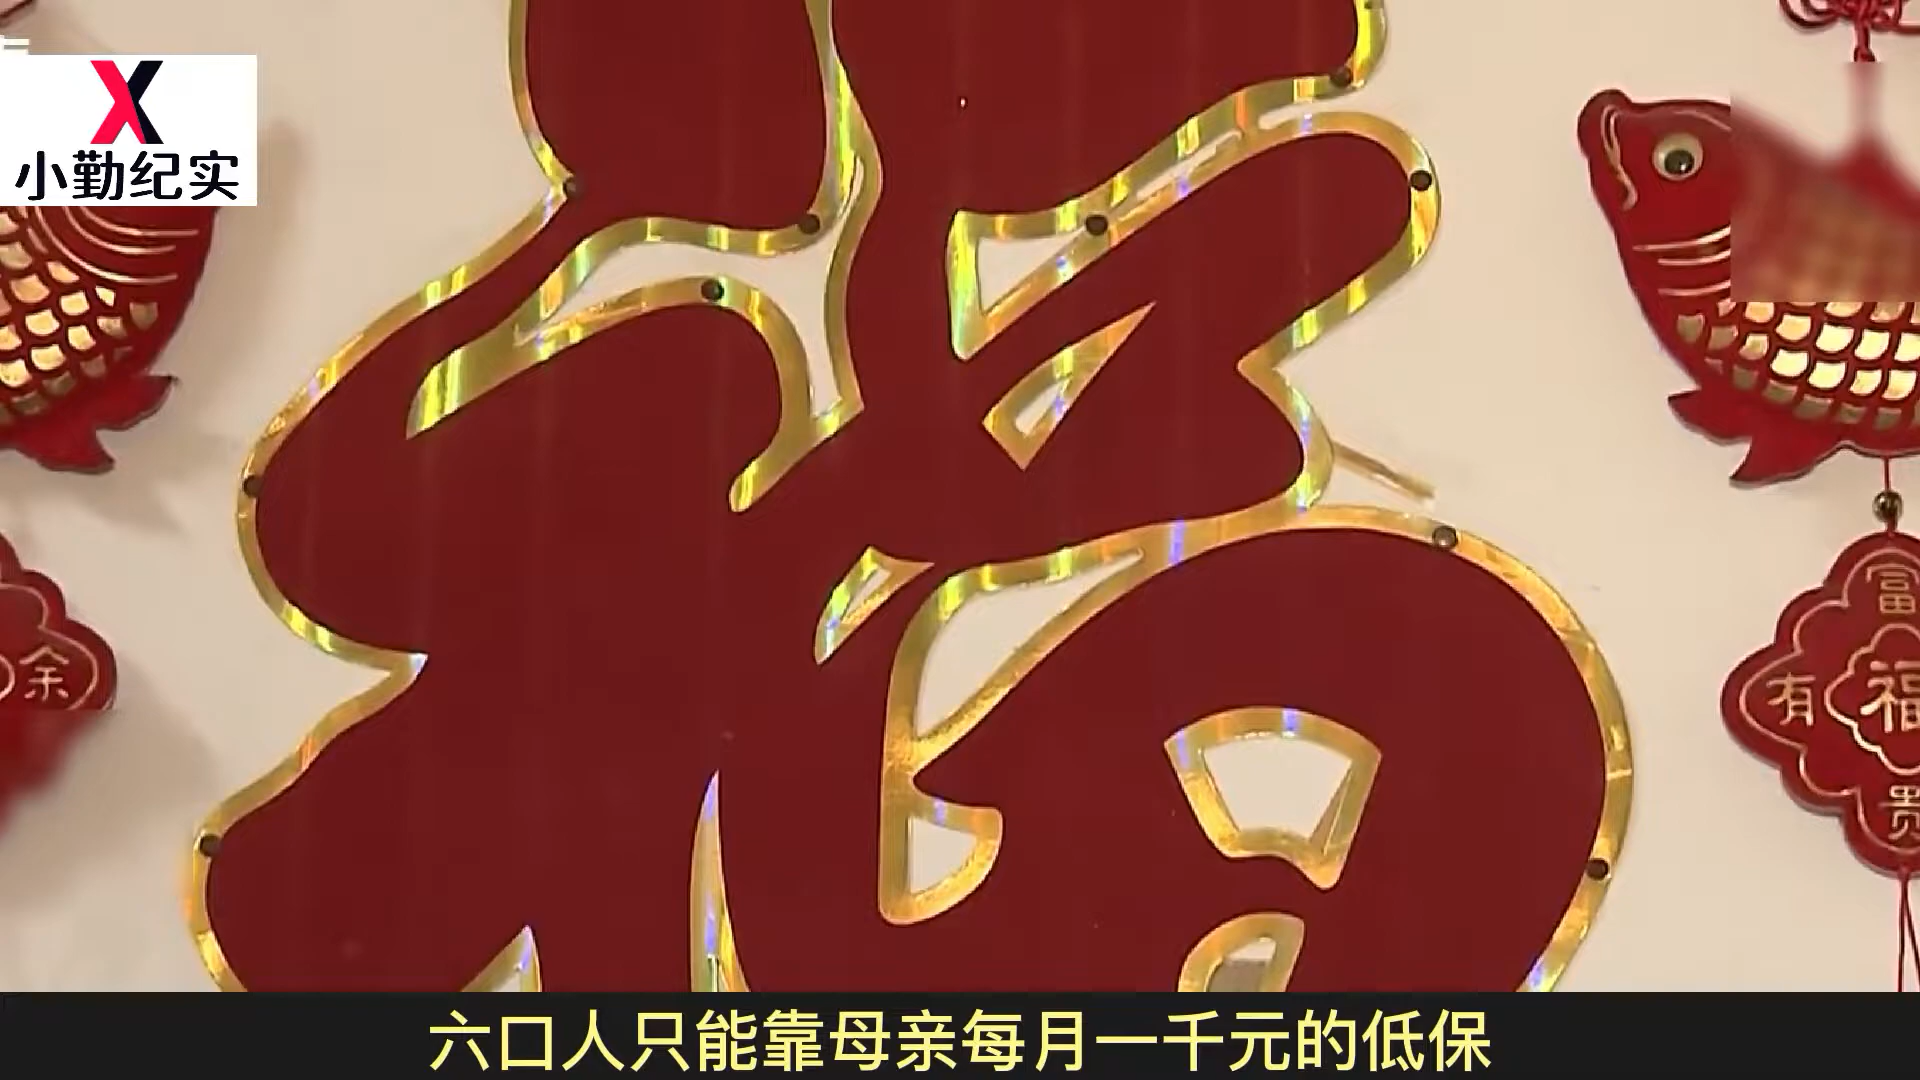 小勤纪实
福
余
富
有
福
贵
六口人只能靠母亲每月一千元的低保